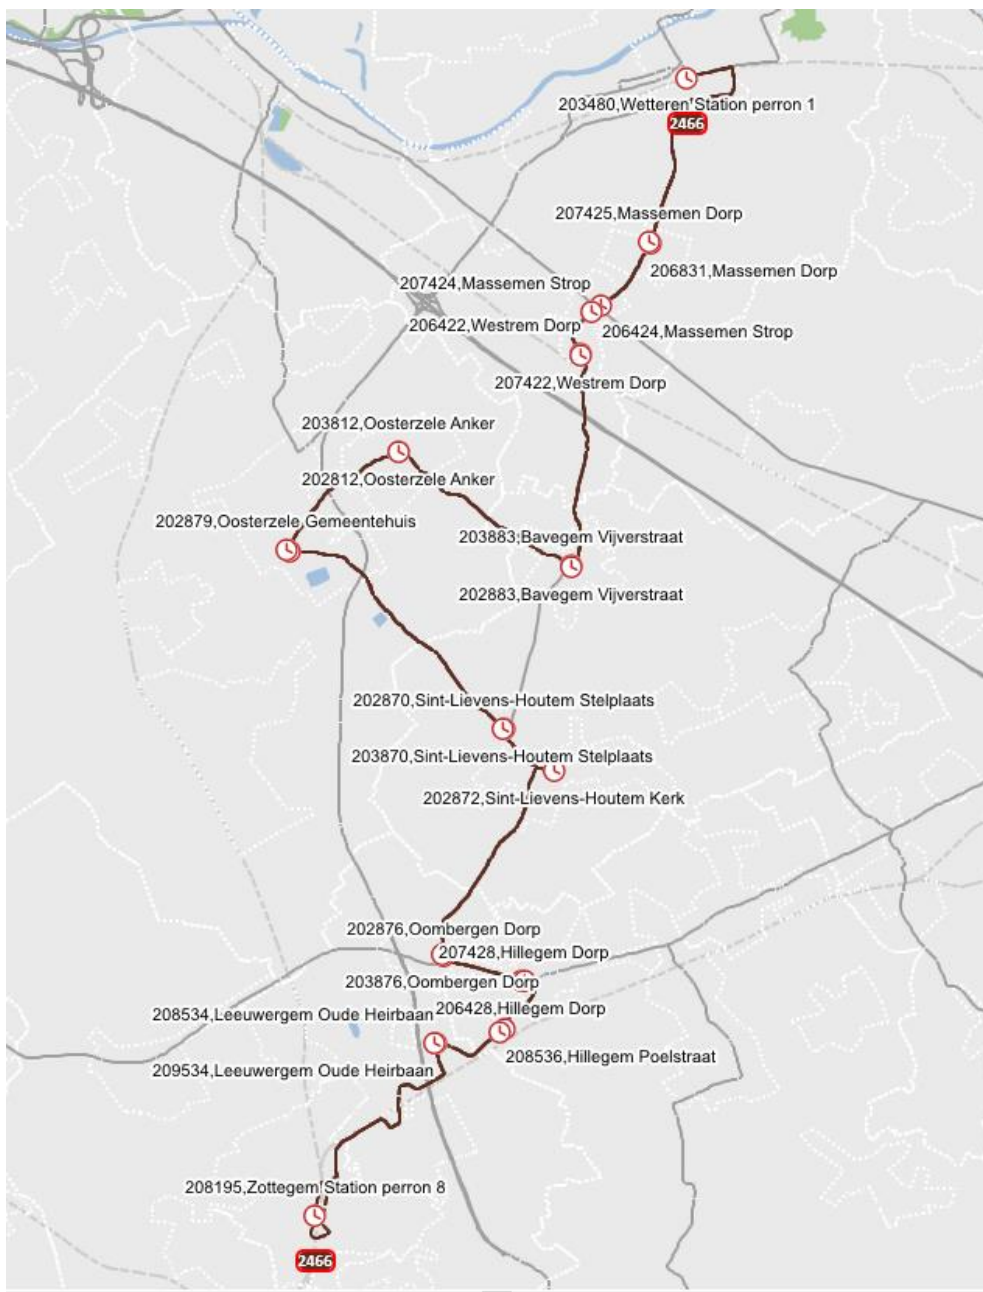 203480,Wetteren Station perron 1
2466
207425,Massemen Dorp
206831,Massemen Dorp
207424,Massemen Strop
206422,Westrem Dorp
206424,Massemen Strop
207422,Westrem Dorp
203812,Oosterzele Anker
202812,Oosterzele Anker
202879,Oosterzele Gemeentehuis
203883,Bavegem Vijverstraat
202883,Bavegem Vijverstraat
202870,Sint-Lievens-Houtem Stelplaats
203870,Sint-Lievens-Houtem Stelplaats
202872,Sint-Lievens-Houtem Kerk
202876,Oombergen Dorp
207428,Hillegem Dorp
203876,Oombergen Dorp
206428,Hillegem Dorp
208534,Leeuwergem Oude Heirbaan
208536,Hillegem Poelstraat
209534,Leeuwergem Oude Heirbaan
208195,Zottegem Station perron 8
2466